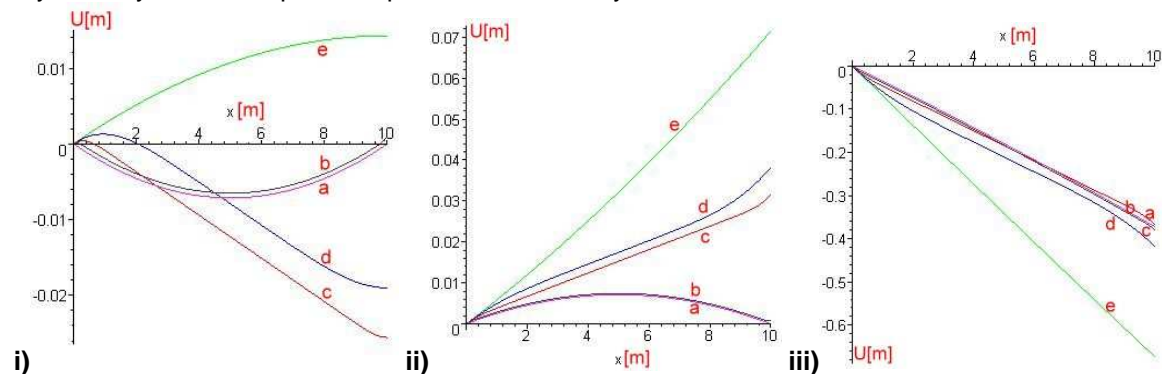 U[m]
0.01
e
x [m]
2 4 6 8 10
0
b
a
-0.01
d
-0.02
c
i)
0.07 U[m]
0.06
0.05
e
0.04
0.03
d
c
0.02
0.01
b
a
0
2 4 6 8 10
x [m]
ii)
x [m]
2 4 6 8 10
0
-0.1
-0.2
-0.3
b a
d c
-0.4
-0.5
e
-0.6
U[m]
iii)